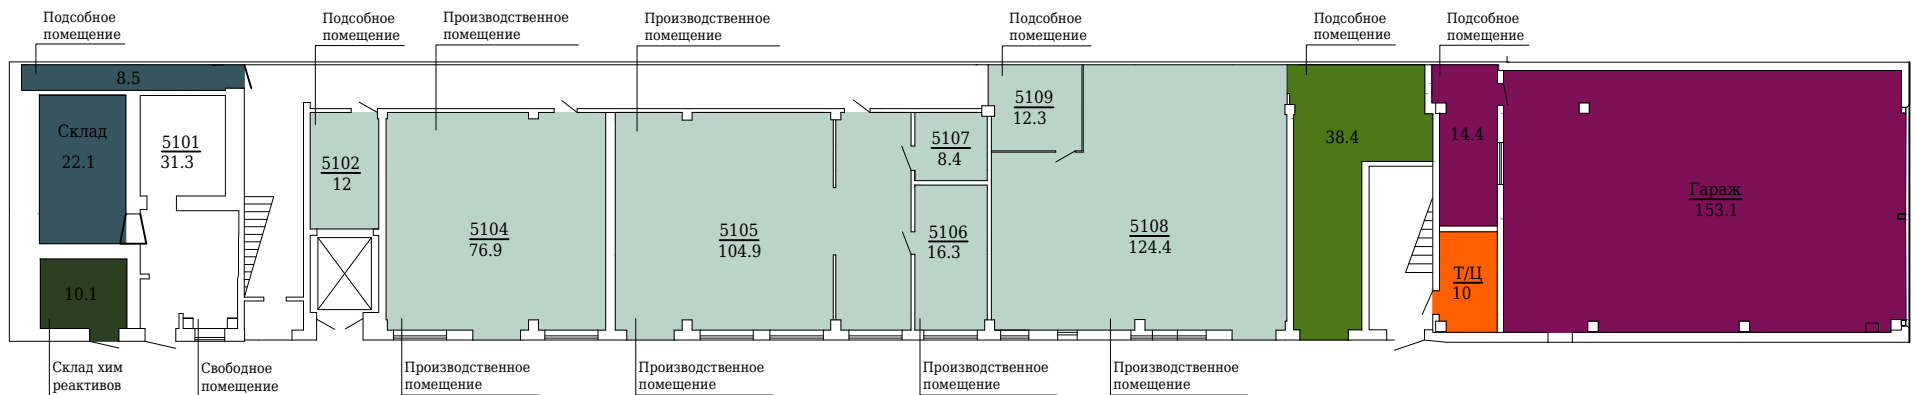 Подсобное
помещение
Подсобное
помещение
Производственное
помещение
Производственное
помещение
Подсобное
помещение
Подсобное
помещение
Подсобное
помещение
8.5
Склад
22.1
5101
31.3
5102
12
5104
76.9
5105
104.9
5107
8.4
5106
16.3
5109
12.3
5108
124.4
38.4
14.4
Т/Ц
10
Гараж
153.1
10.1
Склад хим
реактивов
Свободное
помещение
Производственное
помещение
Производственное
помещение
Производственное
помещение
Производственное
помещение